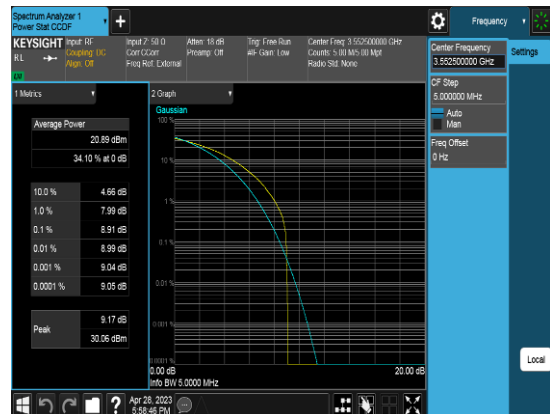 Spectrum Analyzer 1
Power Stat CCDF
+
Frequency
KEYSIGHT
RL
Input: RF
Coupling: DC
Align: Off
Input Z: 50 Ω
Corr CCorr
Freq Ref: External
Atten: 18 dB
Preamp: Off
Trig: Free Run
#IF Gain: Low
Center Freq: 3.552500000 GHz
Counts: 5.00 M/5.00 Mpt
Radio Std: None
Center Frequency
3.552500000 GHz
Settings
CF Step
5.000000 MHz
Auto
Man
Freq Offset
0 Hz
Local
1 Metrics
Average Power
20.89 dBm
34.10 % at 0 dB
10.0 % 4.66 dB
1.0 % 7.99 dB
0.1 % 8.91 dB
0.01 % 8.99 dB
0.001 % 9.04 dB
0.0001 % 9.05 dB
Peak
9.17 dB
30.06 dBm
2 Graph
Gaussian
100 %
10 %
1 %
0.1 %
0.01 %
0.001 %
0.0001 %
0.00 dB
20.00 dB
Info BW 5.0000 MHz
?
Apr 28, 2023
5:58:46 PM